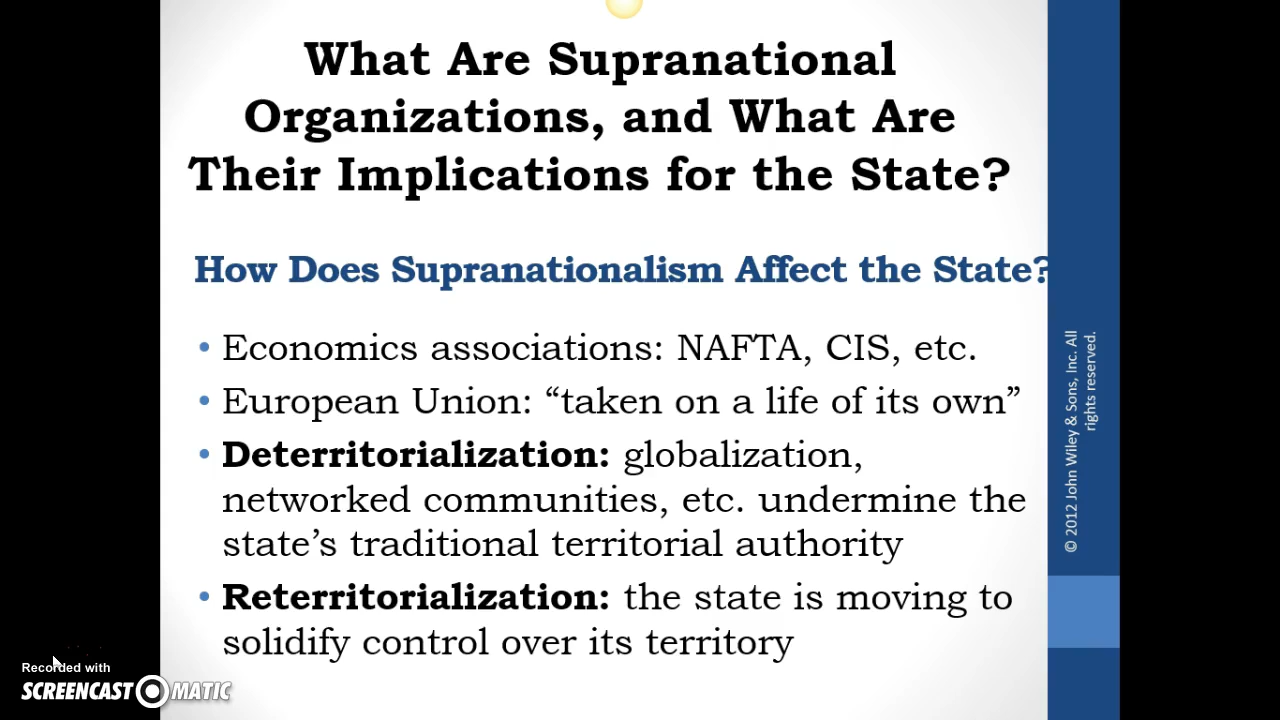 What Are Supranational
Organizations, and What Are
Their Implications for the State?
How Does Supranationalism Affect the State?
• Economics associations: NAFTA, CIS, etc.
• European Union: “taken on a life of its own”
• Deterritorialization: globalization,
networked communities, etc. undermine the
state’s traditional territorial authority
• Reterritorialization: the state is moving to
solidify control over its territory
© 2012 John Wiley & Sons, Inc. All
rights reserved.
Recorded with
SCREENCAST MATIC